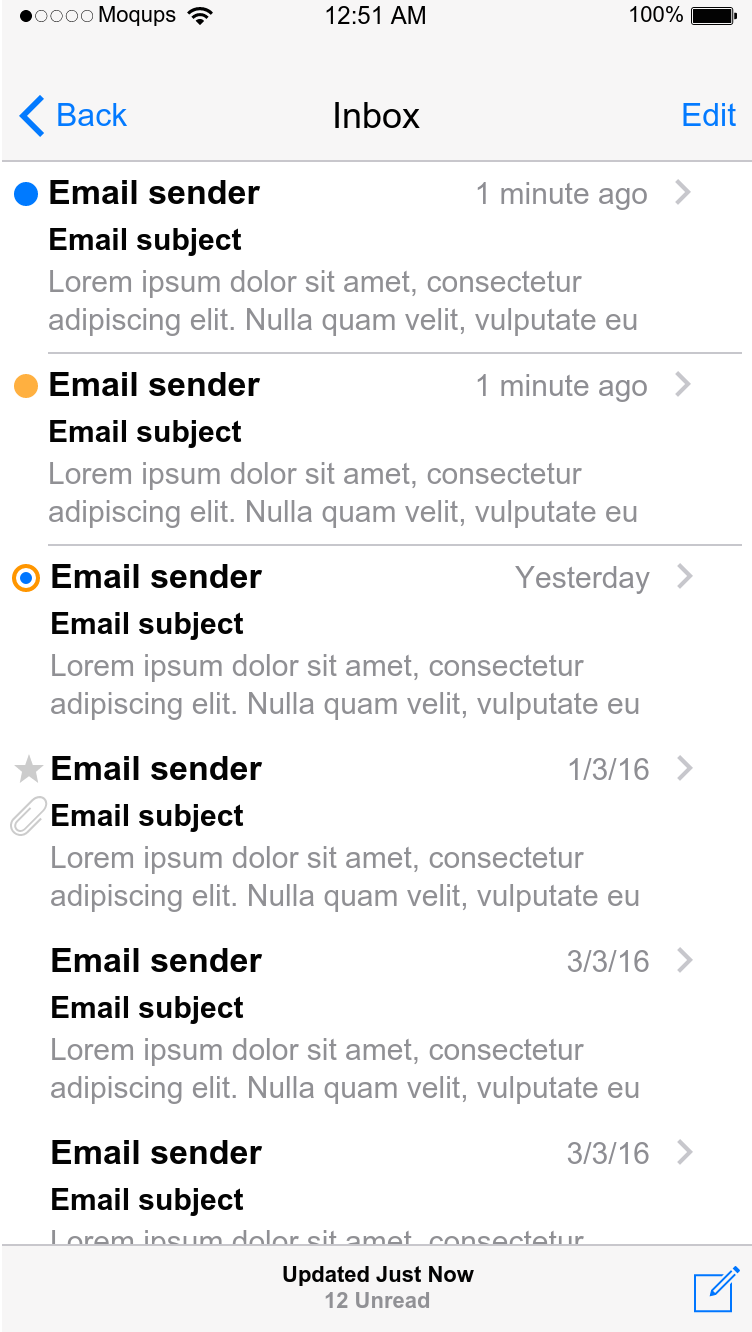 Moqups 12:51 AM 100%
Back Inbox Edit
Email sender 1 minute ago
Email subject
Lorem ipsum dolor sit amet, consectetur
adipiscing elit. Nulla quam velit, vulputate eu
Email sender 1 minute ago
Email subject
Lorem ipsum dolor sit amet, consectetur
adipiscing elit. Nulla quam velit, vulputate eu
Email sender Yesterday
Email subject
Lorem ipsum dolor sit amet, consectetur
adipiscing elit. Nulla quam velit, vulputate eu
Email sender 1/3/16
Email subject
Lorem ipsum dolor sit amet, consectetur
adipiscing elit. Nulla quam velit, vulputate eu
Email sender 3/3/16
Email subject
Lorem ipsum dolor sit amet, consectetur
adipiscing elit. Nulla quam velit, vulputate eu
Email sender 3/3/16
Email subject
Lorem ipsum dolor sit amet, consectetur
Updated Just Now
12 Unread